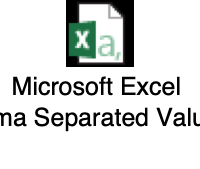 X a,
Microsoft Excel
ma Separated Valu